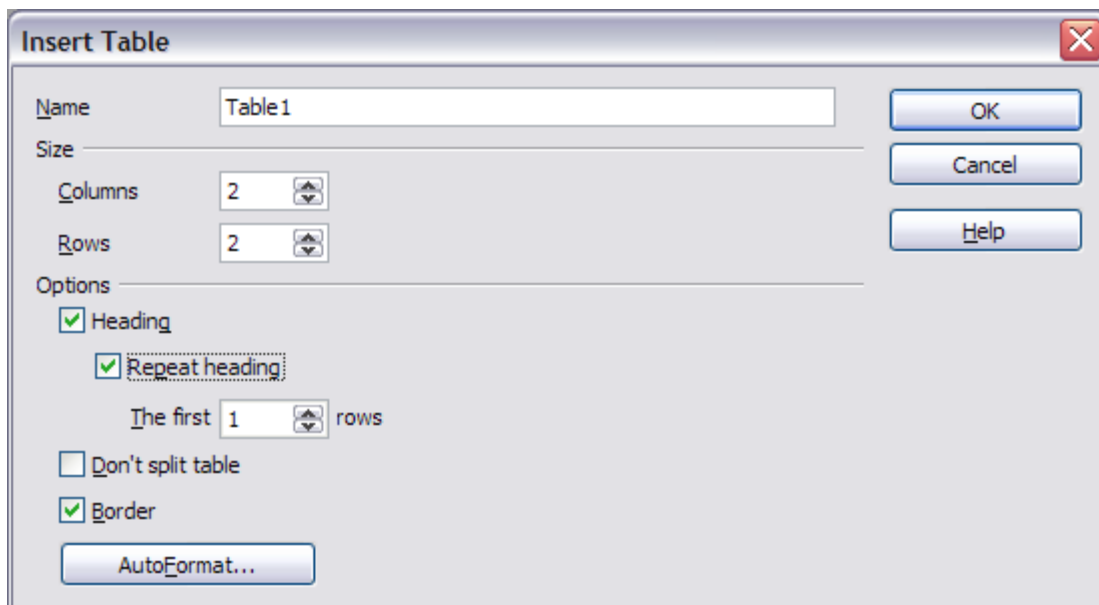 Insert Table
Name Table1
OK
Size
Cancel
Columns 2
Rows 2
Help
Options
Heading
Repeat heading
The first 1 rows
Don't split table
Border
AutoFormat...